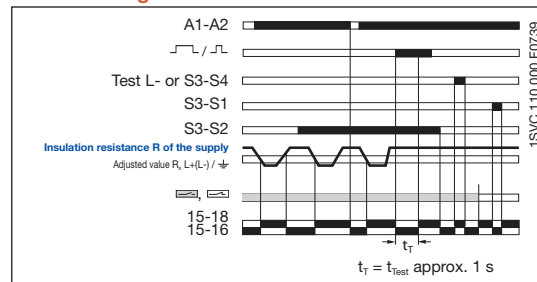 A1-A2
/
Test L- or S3-S4
S3-S1
S3-S2
Insulation resistance R of the supply
Adjusted value Rx L+(L-) /
,
15-18
15-16
tT
tT = tTest approx. 1 s
1SVC 110 000 F0739